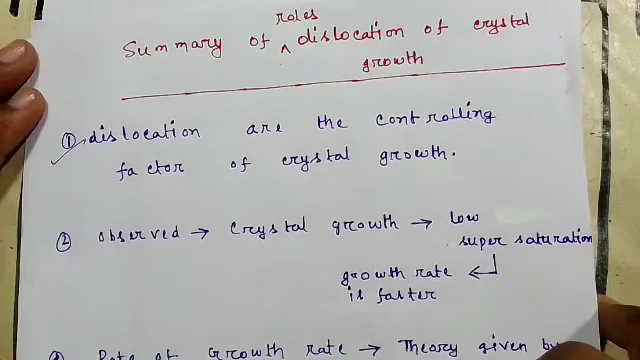 Summary of ^ roles dislocation of crystal
growth
① dislocation are the controlling
factor of crystal growth.
② Observed → Crystal growth → low
super saturation
growth rate ←
is faster
Rate of Growth rate → Theory given by